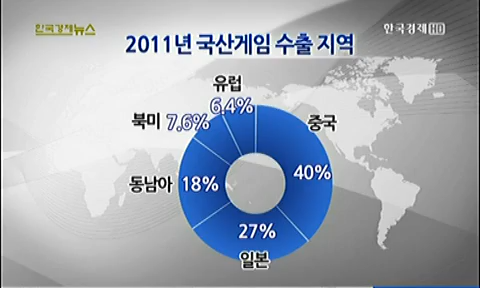 한국경제뉴스
한국경제HD
2011년 국산게임 수출 지역
유럽
6.4%
북미 7.6%
중국
40%
동남아 18%
27%
일본